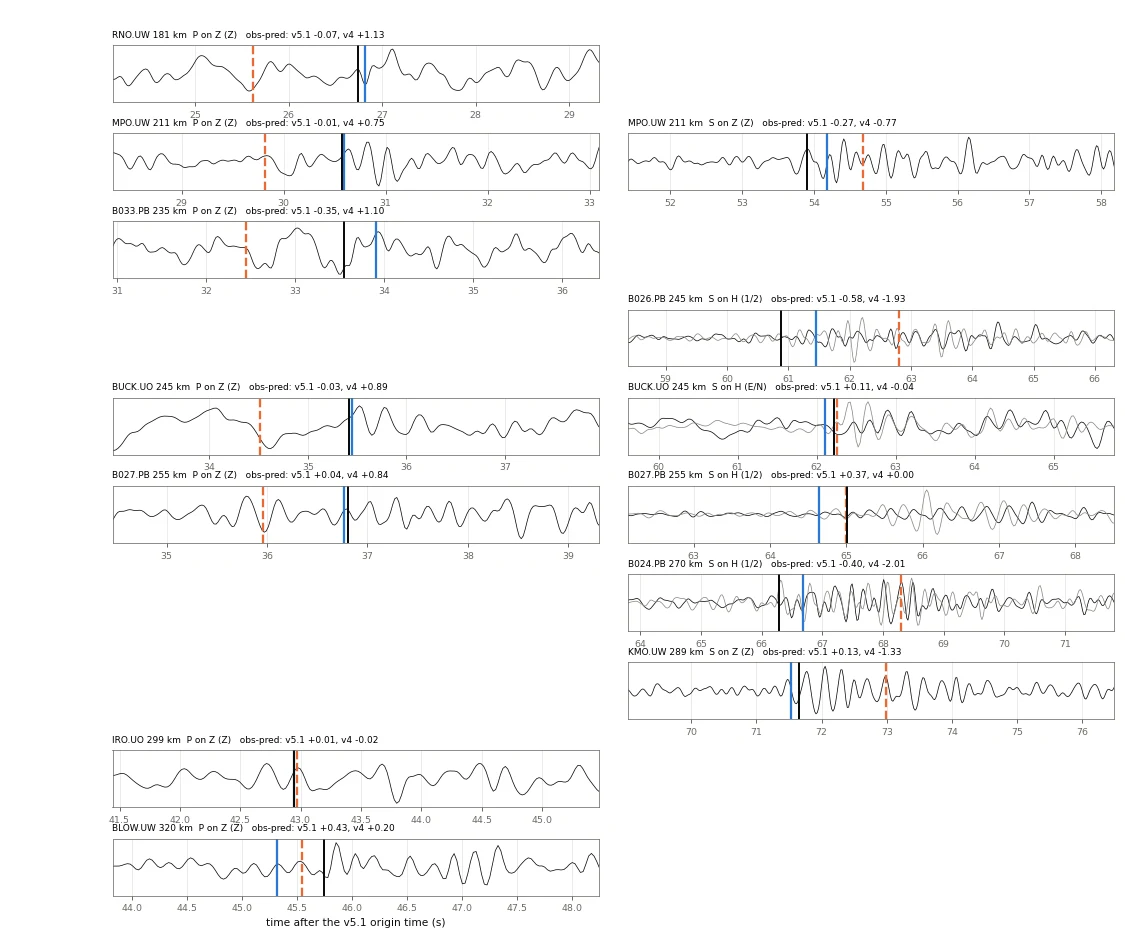 RNO.UW 181 km  P on Z (Z)   obs-pred: v5.1 -0.07, v4 +1.13
25 26 27 28 29
MPO.UW 211 km  P on Z (Z)   obs-pred: v5.1 -0.01, v4 +0.75
29 30 31 32 33
MPO.UW 211 km  S on Z (Z)   obs-pred: v5.1 -0.27, v4 -0.77
52 53 54 55 56 57 58
B033.PB 235 km  P on Z (Z)   obs-pred: v5.1 -0.35, v4 +1.10
31 32 33 34 35 36
B026.PB 245 km  S on H (1/2)   obs-pred: v5.1 -0.58, v4 -1.93
59 60 61 62 63 64 65 66
BUCK.UO 245 km  P on Z (Z)   obs-pred: v5.1 -0.03, v4 +0.89
34 35 36 37
BUCK.UO 245 km  S on H (E/N)   obs-pred: v5.1 +0.11, v4 -0.04
60 61 62 63 64 65
B027.PB 255 km  P on Z (Z)   obs-pred: v5.1 +0.04, v4 +0.84
35 36 37 38 39
B027.PB 255 km  S on H (1/2)   obs-pred: v5.1 +0.37, v4 +0.00
63 64 65 66 67 68
B024.PB 270 km  S on H (1/2)   obs-pred: v5.1 -0.40, v4 -2.01
64 65 66 67 68 69 70 71
KMO.UW 289 km  S on Z (Z)   obs-pred: v5.1 +0.13, v4 -1.33
70 71 72 73 74 75 76
IRO.UO 299 km  P on Z (Z)   obs-pred: v5.1 +0.01, v4 -0.02
41.5 42.0 42.5 43.0 43.5 44.0 44.5 45.0
BLOW.UW 320 km  P on Z (Z)   obs-pred: v5.1 +0.43, v4 +0.20
44.0 44.5 45.0 45.5 46.0 46.5 47.0 47.5 48.0
time after the v5.1 origin time (s)